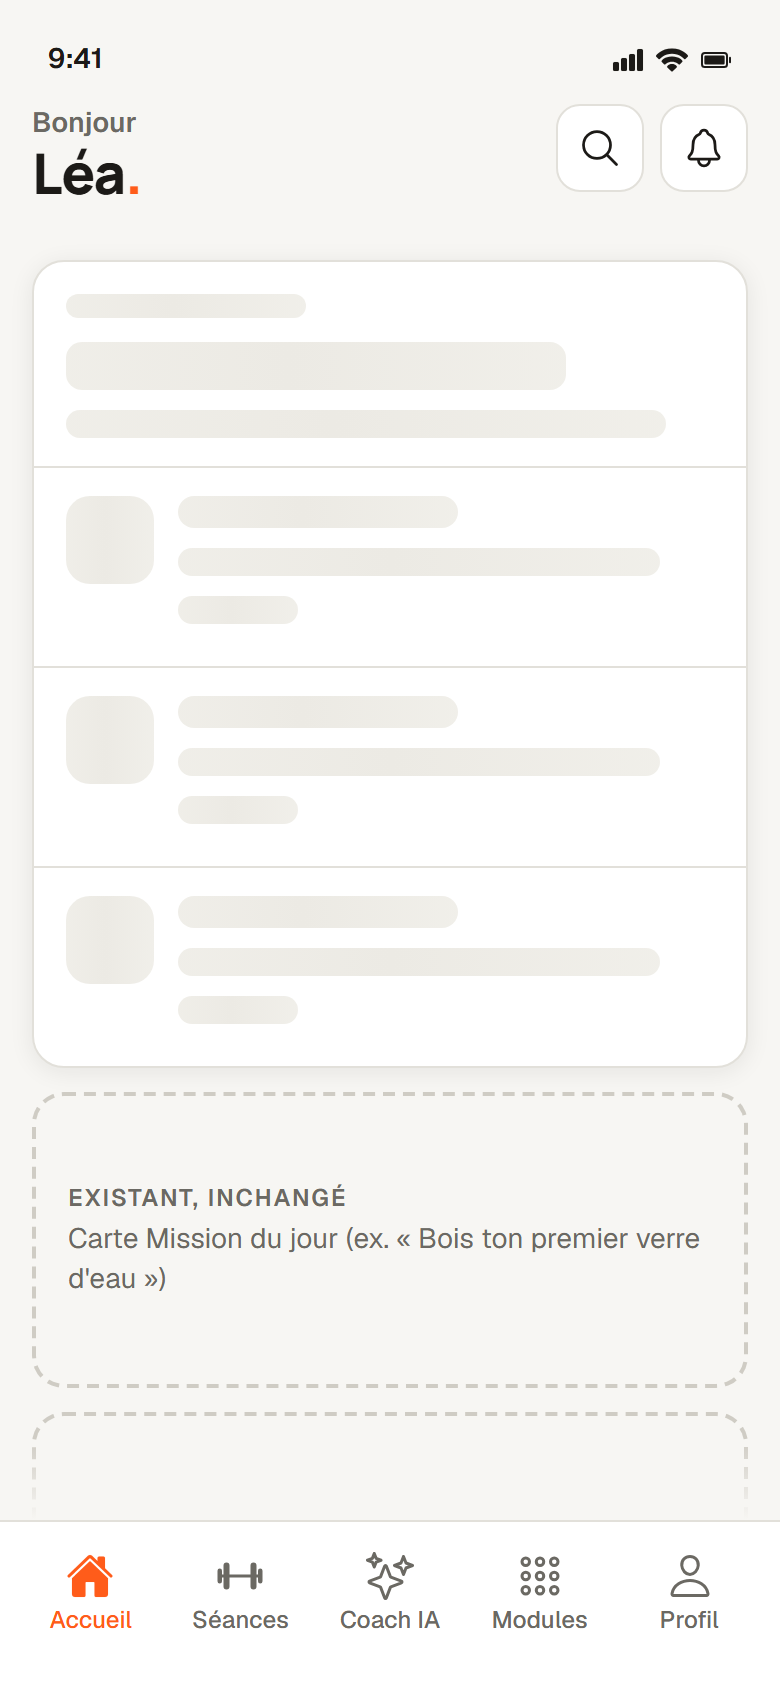 9:41
Bonjour
Léa.
EXISTANT, INCHANGÉ
Carte Mission du jour (ex. « Bois ton premier verre
d'eau »)
Accueil
Séances
Coach IA
Modules
Profil